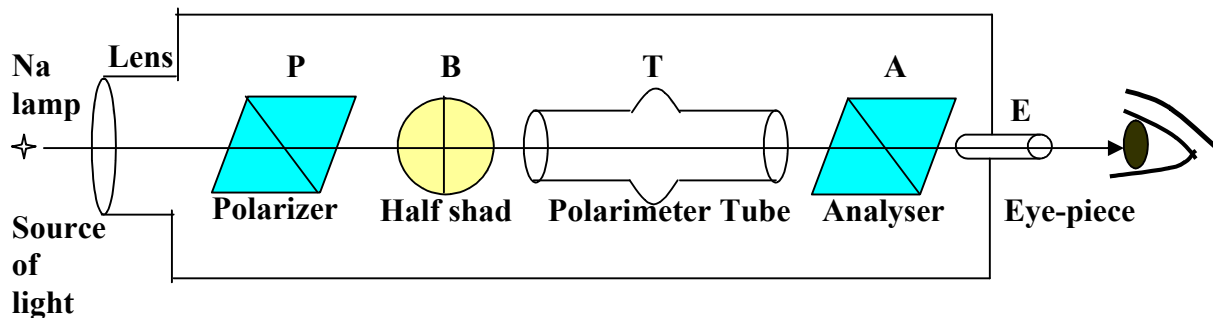 Na
lamp
Lens
P
B
T
A
E
Polarizer
Half shad
Polarimeter Tube
Analyser
Eye-piece
Source
of
light